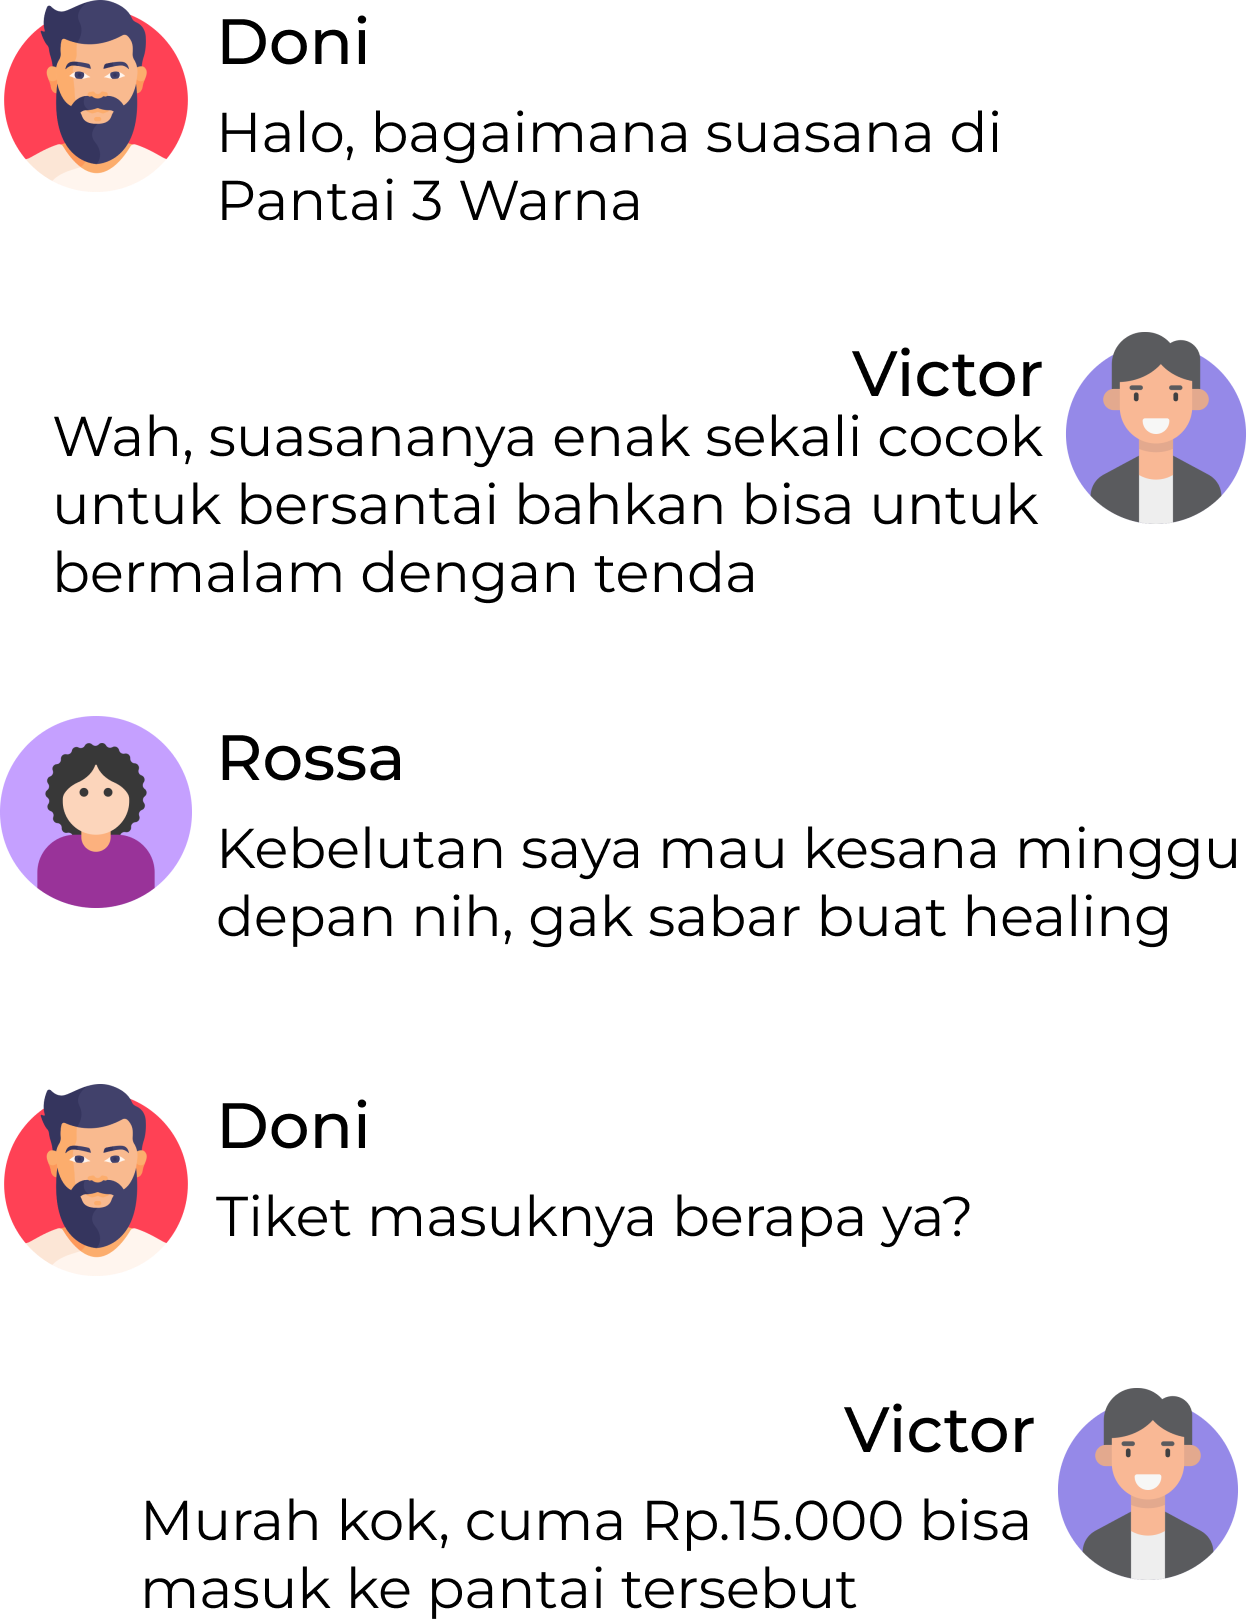 Doni
Halo, bagaimana suasana di
Pantai 3 Warna
Victor
Wah, suasananya enak sekali cocok
untuk bersantai bahkan bisa untuk
bermalam dengan tenda
Rossa
Kebelutan saya mau kesana minggu
depan nih, gak sabar buat healing
Doni
Tiket masuknya berapa ya?
Victor
Murah kok, cuma Rp.15.000 bisa
masuk ke pantai tersebut